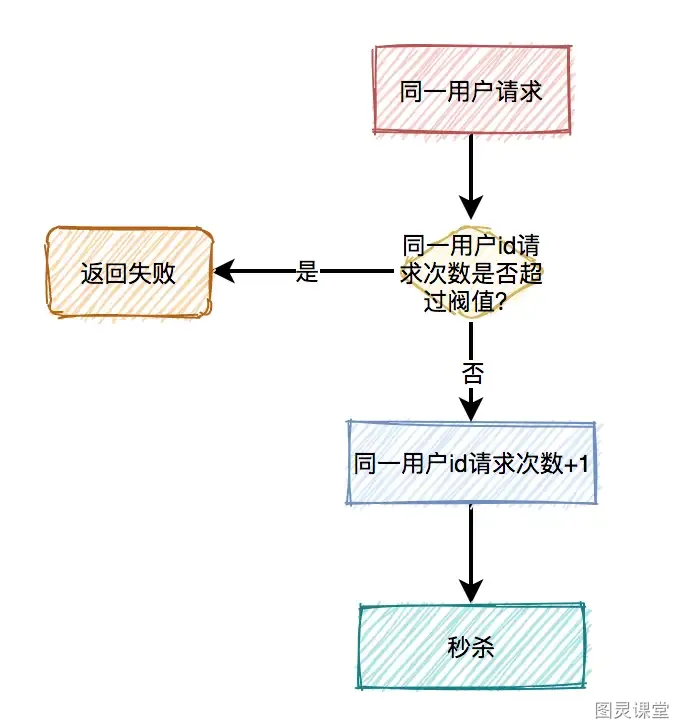 同一用户请求
同一用户id请
求次数是否超
过阀值?
是
返回失败
否
同一用户id请求次数+1
秒杀
图灵课堂